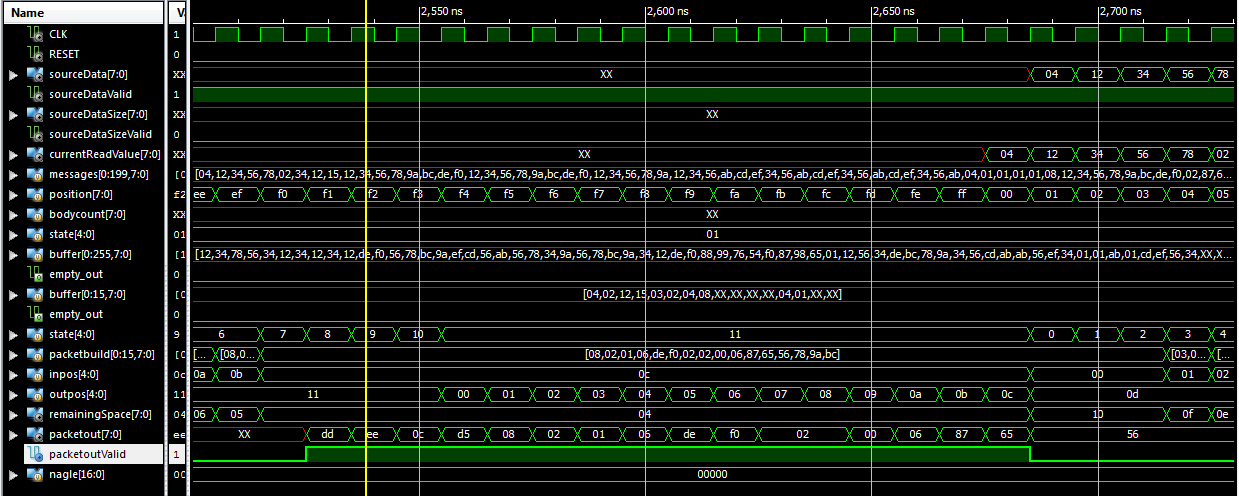 Name V. 2,550 ns 2,600 ns 2,650 ns 2,700 ns
CLK 1
RESET 0
sourceData[7:0] XX XX 04 12 34 56 78
sourceDataValid 1
sourceDataSize[7:0] XX XX
sourceDataSizeValid 0
currentReadValue[7:0] XX XX 04 12 34 56 78 02
messages[0:199,7:0] [0 [04,12,34,56,78,02,34,12,15,12,34,56,78,9a,bc,de,f0,12,34,56,78,9a,bc,de,f0,12,34,56,78,9a,12,34,56,ab,cd,ef,34,56,ab,cd,ef,34,56,ab,cd,ef,34,56,ab,04,01,01,01,01,08,12,34,56,78,9a,bc,de,f0,02,87,6...
position[7:0] f2 ee ef f0 f1 f2 f3 f4 f5 f6 f7 f8 f9 fa fb fc fd fe ff 00 01 02 03 04 05
bodycount[7:0] XX XX
state[4:0] 01 01
buffer[0:255,7:0] [1 [12,34,78,56,34,12,34,12,34,12,de,f0,56,78,bc,9a,ef,cd,56,ab,56,78,34,9a,56,78,bc,9a,34,12,de,f0,88,99,76,54,f0,87,98,65,01,12,56,34,de,bc,78,9a,34,56,cd,ab,ab,56,ef,34,01,01,ab,01,cd,ef,56,34,XX,X...
empty_out 0
buffer[0:15,7:0] [0 [04,02,12,15,03,02,04,08,XX,XX,XX,XX,04,01,XX,XX]
empty_out 0
state[4:0] 9 6 7 8 9 10 11 0 1 2 3 4
packetbuild[0:15,7:0] [0 [... [08,0... [08,02,01,06,de,f0,02,02,00,06,87,65,56,78,9a,bc] [03,0... [...
inpos[4:0] 0c 0a 0b 0c 00 01 02
outpos[4:0] 11 11 00 01 02 03 04 05 06 07 08 09 0a 0b 0c 0d
remainingSpace[7:0] 04 06 05 04 10 0f 0e
packetout[7:0] ee XX dd ee 0c d5 08 02 01 06 de f0 02 00 06 87 65 56
packetoutValid 1
nagle[16:0] 00 00000